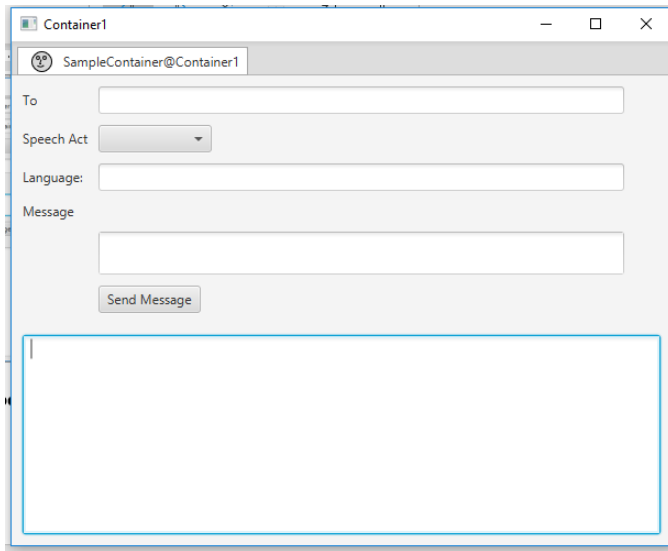 Container1
SampleContainer@Container1
To
Speech Act
Language:
Message
Send Message